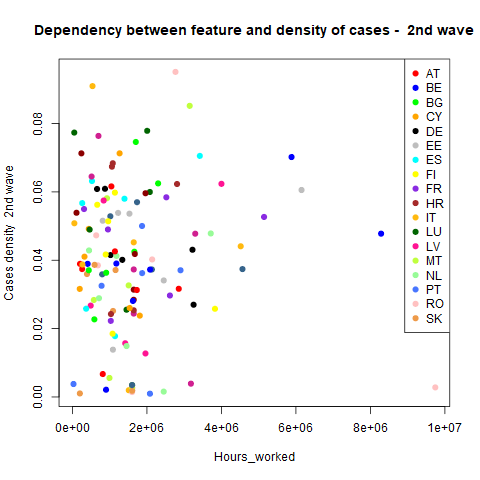 Dependency between feature and density of cases - 2nd wave
Cases density 2nd wave
0.00
0.02
0.04
0.06
0.08
0e+00
2e+06
4e+06
6e+06
8e+06
1e+07
Hours_worked
AT
BE
BG
CY
DE
EE
ES
FI
FR
HR
IT
LU
LV
MT
NL
PT
RO
SK